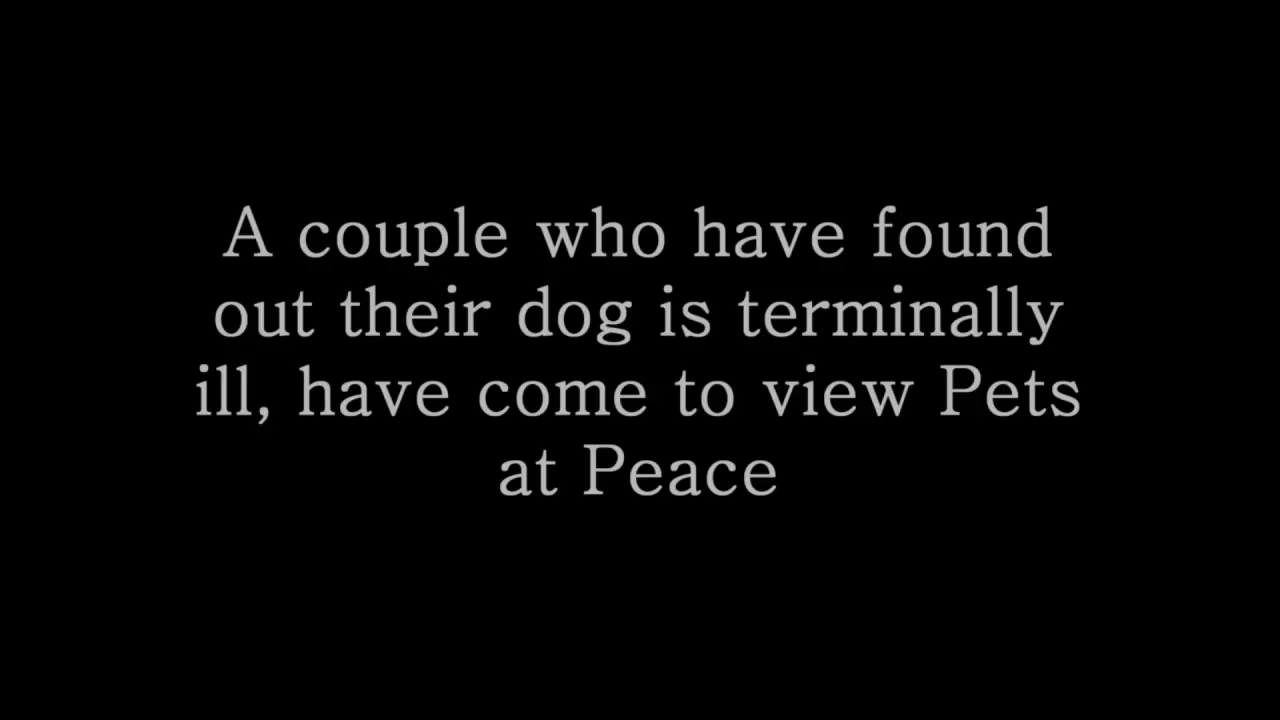 A couple who have found
out their dog is terminally
ill, have come to view Pets
at Peace